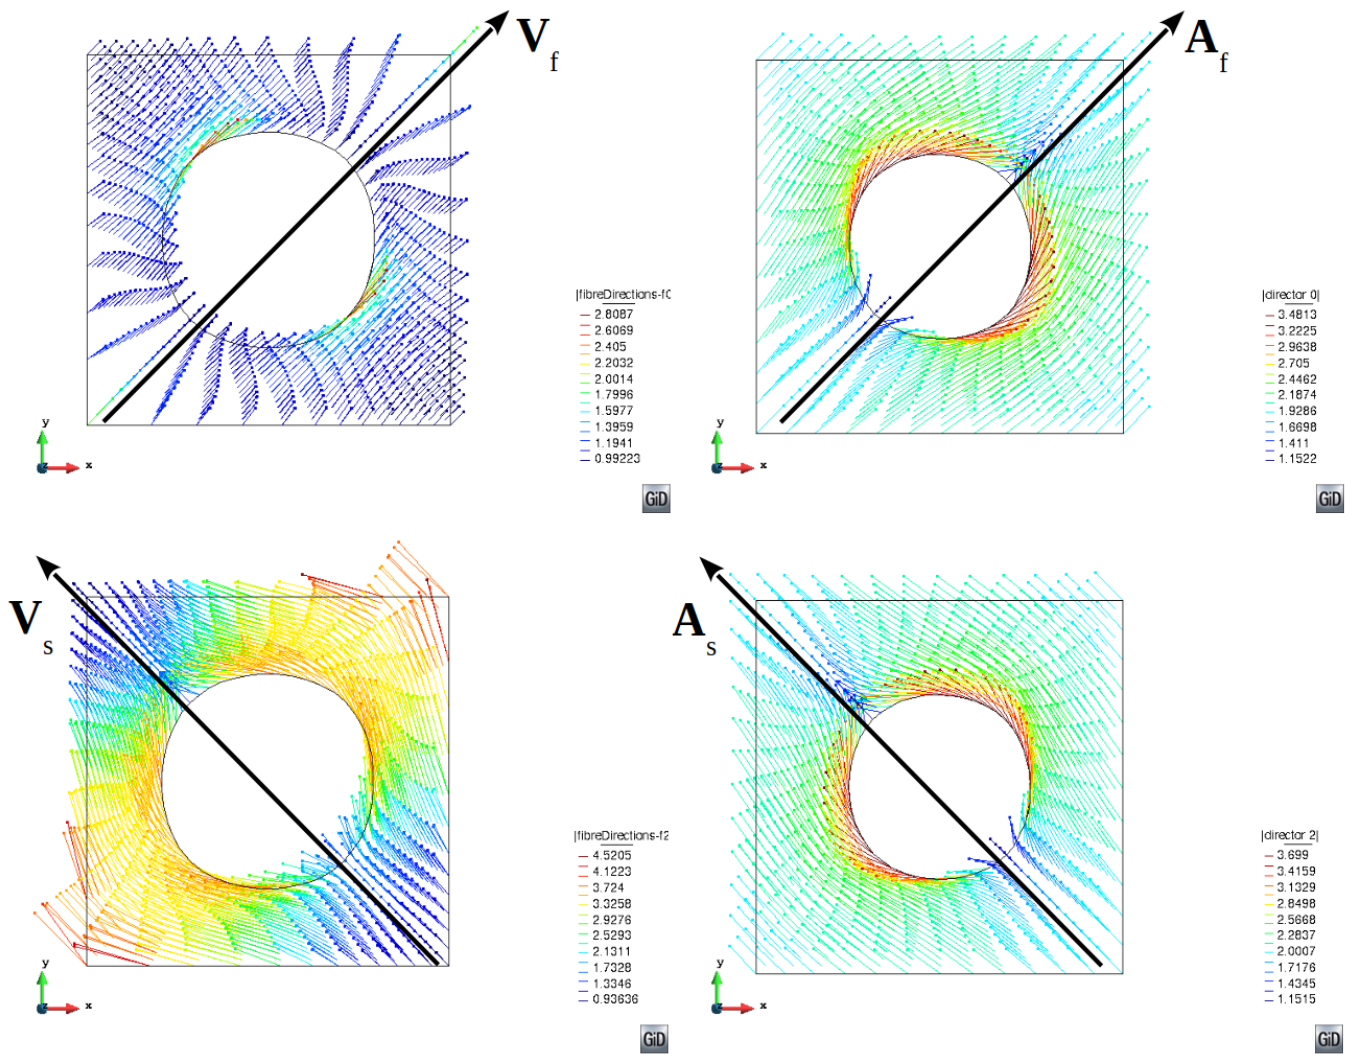 V_f
|fibreDirections-f0
2.8087
2.6069
2.405
2.2032
2.0014
1.7996
1.5977
1.3959
1.1941
0.99223
y
z x
GiD
A_f
|director 0|
3.4813
3.2225
2.9638
2.705
2.4462
2.1874
1.9286
1.6698
1.411
1.1522
y
z x
GiD
V_s
|fibreDirections-f2
4.5205
4.1223
3.724
3.3258
2.9276
2.5293
2.1311
1.7328
1.3346
0.93636
y
z x
GiD
A_s
|director 2|
3.699
3.4159
3.1329
2.8498
2.5668
2.2837
2.0007
1.7176
1.4345
1.1515
y
z x
GiD